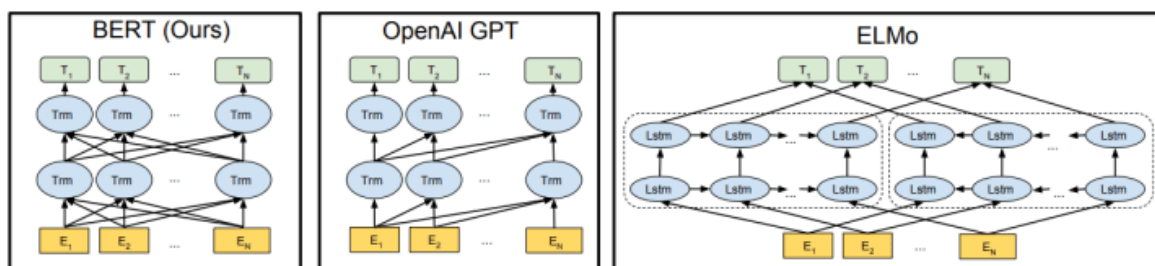 BERT (Ours)
T1 T2 ... TN
Trm Trm ... Trm
Trm Trm ... Trm
E1 E2 ... EN
OpenAI GPT
T1 T2 ... TN
Trm Trm ... Trm
Trm Trm ... Trm
E1 E2 ... EN
ELMo
T1 T2 ... TN
Lstm Lstm ... Lstm Lstm Lstm ... Lstm
Lstm Lstm ... Lstm Lstm Lstm ... Lstm
E1 E2 ... EN